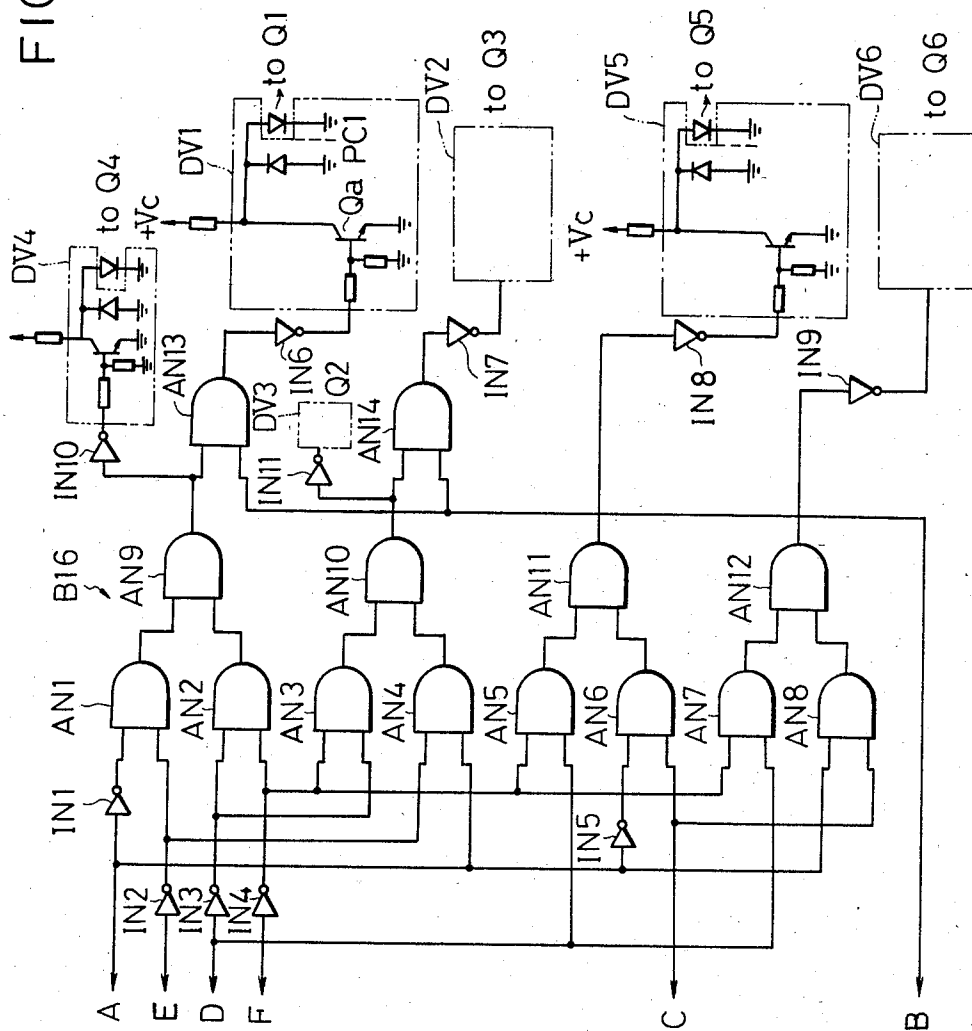 FIG
DV4
to Q4
+Vc
DV1
to Q1
PC1
Qa
DV2
to Q3
DV5
to Q5
+Vc
DV6
to Q6
IN10
AN13
IN6
DV3
Q2
IN11
AN14
IN7
IN8
IN9
B16
AN9
AN10
AN11
AN12
AN1
AN2
AN3
AN4
AN5
AN6
AN7
AN8
IN1
IN2
IN3
IN4
IN5
A
E
D
F
C
B